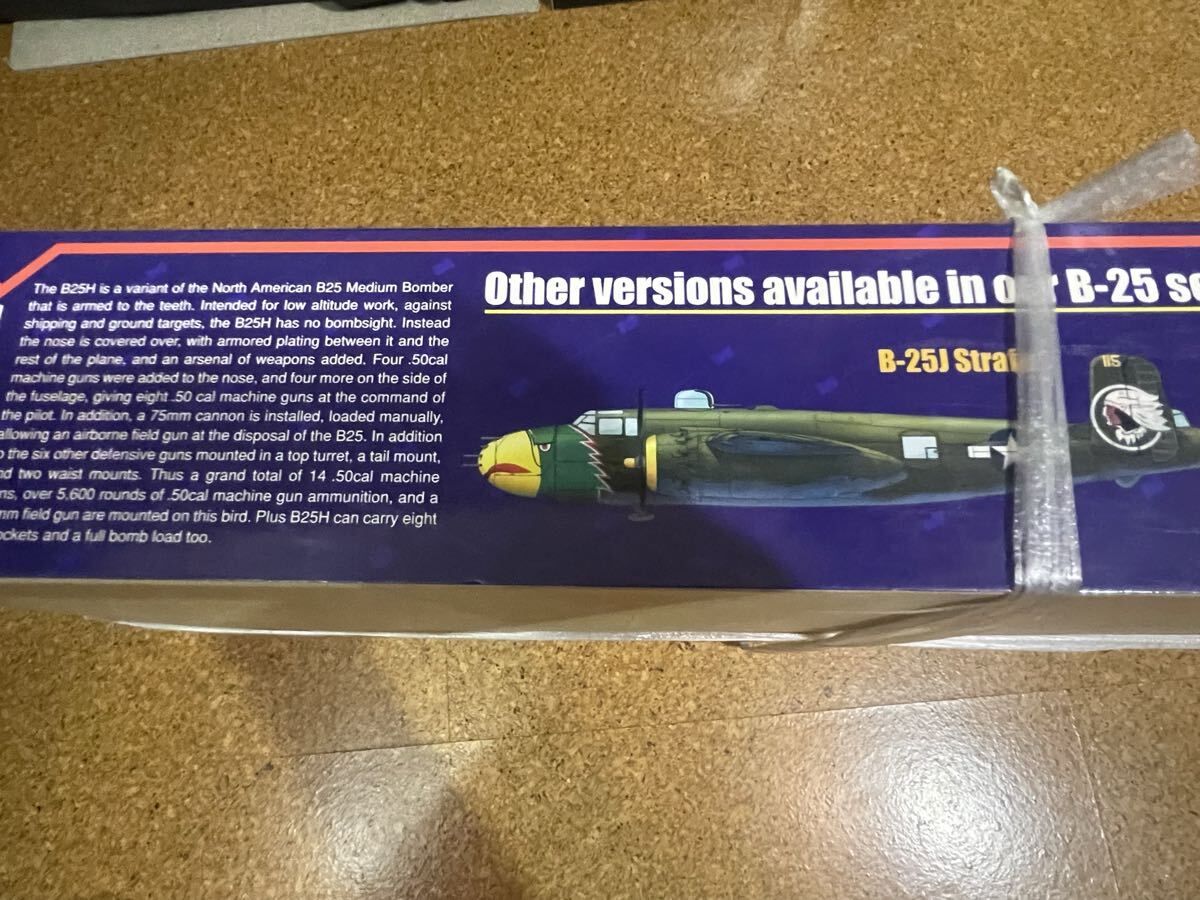 The B25H is a variant of the North American B25 Medium Bomber
that is armed to the teeth. Intended for low altitude work, against
shipping and ground targets, the B25H has no bombsight. Instead
the nose is covered over, with armored plating between it and the
rest of the plane, and an arsenal of weapons added. Four .50cal
machine guns were added to the nose, and four more on the side of
the fuselage, giving eight .50 cal machine guns at the command of
the pilot. In addition, a 75mm cannon is installed, loaded manually,
allowing an airborne field gun at the disposal of the B25. In addition
the six other defensive guns mounted in a top turret, a tail mount,
two waist mounts. Thus a grand total of 14 .50cal machine
over 5,600 rounds of .50cal machine gun ammunition, and a
field gun are mounted on this bird. Plus B25H can carry eight
and a full bomb load too.
Other versions available in B-25
B-25J
115